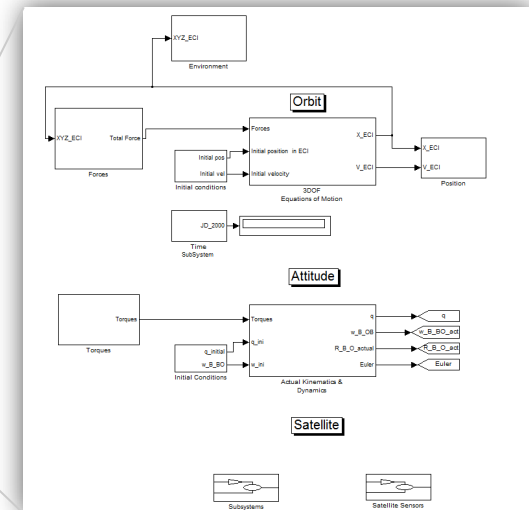 XYZ_ECI
Environment
Orbit
XYZ_ECI
Total Force
Forces
Forces
Initial position in ECI
Initial velocity
X_ECI
V_ECI
3DOF
Equations of Motion
Initial pos
Initial vel
Initial conditions
X_ECI
V_ECI
Position
JD_2000
Time
SubSystem
Attitude
Torques
Torques
Torques
q_ini
w_ini
q
w_B_OB
R_B_O_actual
Euler
Actual Kinematics &
Dynamics
q_initial
w_B_BO
Initial Conditions
q
w_B_BO_act
R_B_O_act
Euler
Satellite
Subsystems
Satellite Sensors